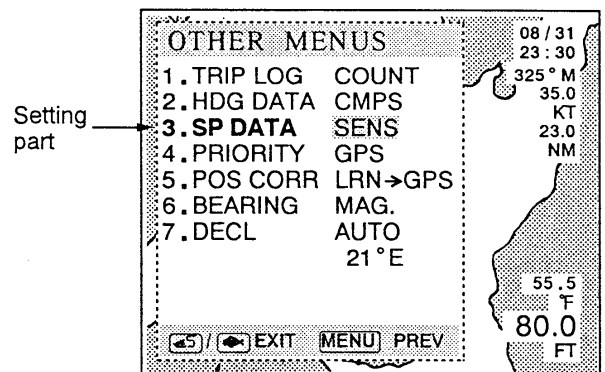 OTHER MENUS
1.TRIP LOG COUNT
2.HDG DATA CMPS
3.SP DATA SENS
4.PRIORITY GPS
5.POS CORR LRN→GPS
6.BEARING MAG.
7.DECL AUTO
21°E
EXIT MENU PREV
Setting
part
08/31
23:30
325°M
35.0
KT
23.0
NM
55.5
°F
80.0
FT